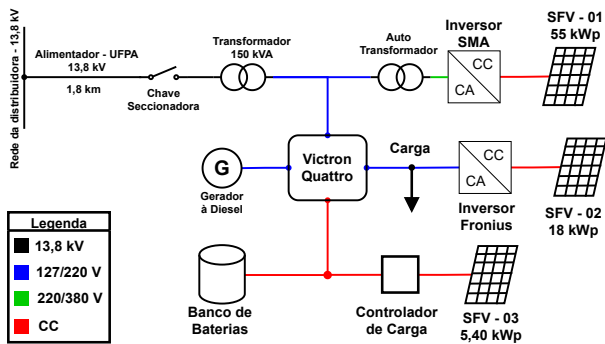 Rede da distribuidora - 13,8 kV
Alimentador - UFPA
13,8 kV
1,8 km
Chave
Seccionadora
Transformador
150 kVA
Auto
Transformador
Inversor
SMA
CC
CA
SFV - 01
55 kWp
G
Gerador
à Diesel
Victron
Quattro
Carga
CC
CA
Inversor
Fronius
SFV - 02
18 kWp
Legenda
13,8 kV
127/220 V
220/380 V
CC
Banco de
Baterias
Controlador
de Carga
SFV - 03
5,40 kWp